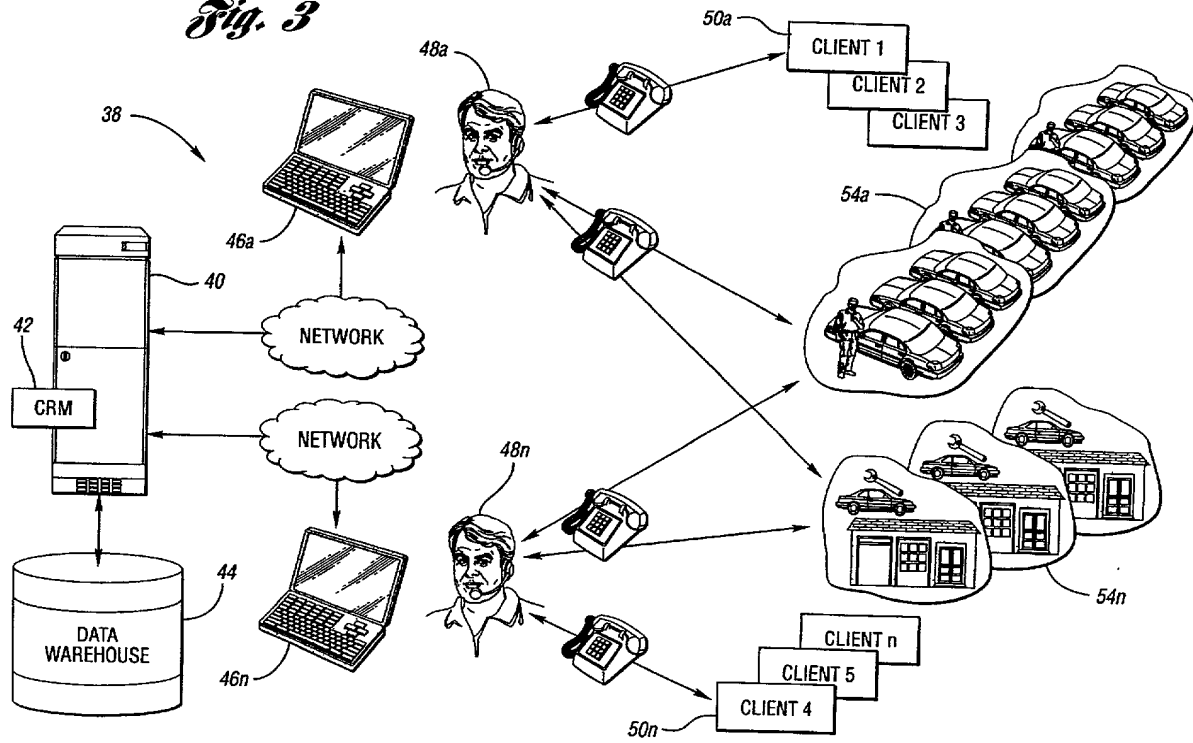 Fig. 3
38
40
42
CRM
44
DATA
WAREHOUSE
NETWORK
NETWORK
46a
46n
48a
48n
50a
CLIENT 1
CLIENT 2
CLIENT 3
54a
54n
CLIENT n
CLIENT 5
CLIENT 4
50n